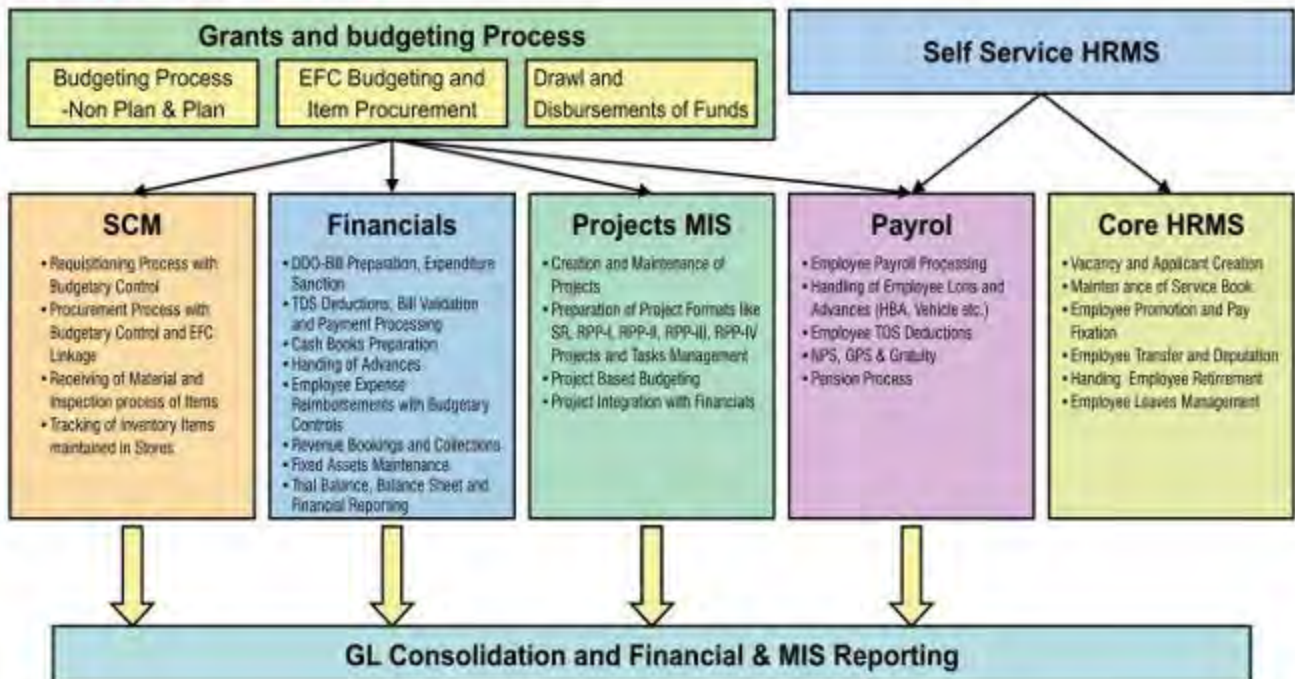 Grants and budgeting Process
Budgeting Process
-Non Plan & Plan
EFC Budgeting and
Item Procurement
Drawl and
Disbursements of Funds
Self Service HRMS
SCM
• Requisitioning Process with
Budgetary Control
• Procurement Process with
Budgetary Control and EFC
Linkage
• Receiving of Material and
Inspection process of Items
• Tracking of Inventory Items
maintained in Stores
Financials
• DDO-Bill Preparation, Expenditure
Sanction
• TDS Deductions, Bill Validation
and Payment Processing
• Cash Books Preparation
• Handing of Advances
• Employee Expense
Reimborsements with Budgetary
Controls
• Revenue Bookings and Collections
• Fixed Assets Maintenance
• Trial Balance, Balance Sheet and
Financial Reporting
Projects MIS
• Creation and Maintenance of
Projects
• Preparation of Project Formats like
SR, RPP-I, RPP-II, RPP-III, RPP-IV
Projects and Tasks Management
• Project Based Budgeting
• Project Integration with Financials
Payrol
• Employee Payroll Processing
• Handling of Employee Lons and
Advances (HBA, Vehicle etc.)
• Employee TOS Deductions
• NPS, GPS & Gratuity
• Pension Process
Core HRMS
• Vacancy and Applicant Creation
• Mainten ance of Service Book
• Employee Promotion and Pay
Fixation
• Employee Transfer and Deputation
• Handing Employee Retirement
• Employee Leaves Management
GL Consolidation and Financial & MIS Reporting